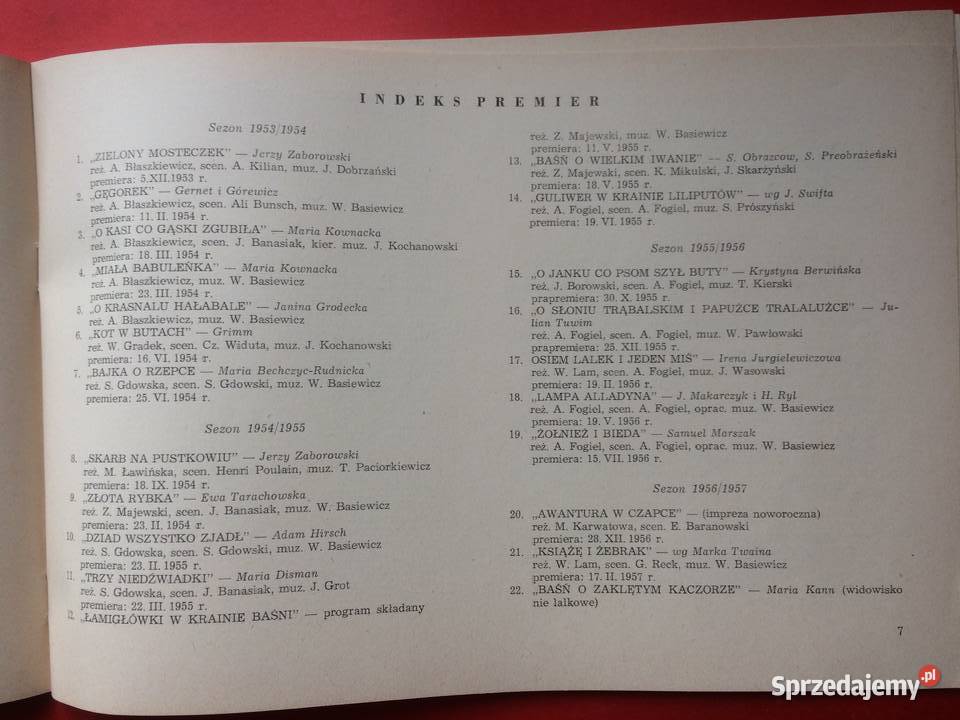 INDEKS PREMIER
Sezon 1953/1954
1. „ZIELONY MOSTECZEK" — Jerzy Zaborowski
reż. A. Błaszkiewicz, scen. A. Kilian, muz. J. Dobrzański
premiera: 5.XII.1953 r.
2. „GĘGOREK" — Gernet i Górewicz
reż. A. Błaszkiewicz, scen. Ali Bunsch, muz. W. Basiewicz
premiera: 11. II. 1954 r.
3. „O KASI CO GĄSKI ZGUBIŁA" — Maria Kownacka
reż. A. Błaszkiewicz, scen. J. Banasiak, kier. muz. J. Kochanowski
premiera: 18. III. 1954 r.
4. „MIAŁA BABULEŃKA" — Maria Kownacka
reż. A. Błaszkiewicz, muz. W. Basiewicz
premiera: 23. III. 1954 r.
5. „O KRASNALU HAŁABALE" — Janina Grodecka
reż. A. Błaszkiewicz, muz. W. Basiewicz
6. „KOT W BUTACH" — Grimm
reż. W. Gradek, scen. Cz. Widuta, muz. J. Kochanowski
premiera: 16. VI. 1954 r.
7. „BAJKA O RZEPCE — Maria Bechczyc-Rudnicka
reż. S. Gdowska, scen. S. Gdowski, muz. W. Basiewicz
premiera: 25. VI. 1954 r.
Sezon 1954/1955
8. „SKARB NA PUSTKOWIU" — Jerzy Zaborowski
reż. M. Ławińska, scen. Henri Poulain, muz. T. Paciorkiewicz
premiera: 18. IX. 1954 r.
9. „ZŁOTA RYBKA" — Ewa Tarachowska
reż. Z. Majewski, scen. J. Banasiak, muz. W. Basiewicz
premiera: 23. II. 1954 r.
10. „DZIAD WSZYSTKO ZJADŁ" — Adam Hirsch
reż. S. Gdowska, scen. S. Gdowski, muz. W. Basiewicz
premiera: 23. II. 1955 r.
11. „TRZY NIEDŹWIADKI" — Maria Disman
reż. S. Gdowska, scen. J. Banasiak, muz. J. Grot
premiera: 22. III. 1955 r.
12. „ŁAMIGŁÓWKI W KRAINIE BAŚNI" — program składany
reż. Z. Majewski, muz. W. Basiewicz
premiera: 11. V. 1955 r.
13. „BAŚŃ O WIELKIM IWANIE" — S. Obrazcow, S. Preobrażeński
reż. Z. Majewski, scen. K. Mikulski, J. Skarżyński
premiera: 18. V. 1955 r.
14. „GULIWER W KRAINIE LILIPUTÓW" — wg J. Swifta
reż. A. Fogiel, scen. A. Fogiel, muz. S. Prószyński
premiera: 19. VI. 1955 r.
Sezon 1955/1956
15. „O JANKU CO PSOM SZYŁ BUTY" — Krystyna Berwińska
reż. J. Borowski, scen. A. Fogiel, muz. T. Kierski
prapremiera: 30. X. 1955 r.
16. „O SŁONIU TRĄBALSKIM I PAPUŻCE TRALALUŻCE" — Ju-
lian Tuwim
reż. A. Fogiel, scen. A. Fogiel, muz. W. Pawłowski
prapremiera: 25. XII. 1955 r.
17. OSIEM LALEK I JEDEN MIŚ" — Irena Jurgielewiczowa
reż. W. Lam, scen. A. Fogiel, muz. J. Wasowski
premiera: 19. II. 1956 r.
18. „LAMPA ALLADYNA" — J. Makarczyk i H. Ryl
reż. A. Fogiel, scen. A. Fogiel, oprac. muz. W. Basiewicz
premiera: 19. V. 1956 r.
19. „ŻOŁNIEŻ I BIEDA" — Samuel Marszak
reż. A. Fogiel, scen. A. Fogiel, oprac. muz. W. Basiewicz
premiera: 15. VII. 1956 r.
Sezon 1956/1957
20. „AWANTURA W CZAPCE" — (impreza noworoczna)
reż. M. Karwatowa, scen. E. Baranowski
premiera: 28. XII. 1956 r.
21. „KSIĄŻĘ I ŻEBRAK" — wg Marka Twaina
reż. W. Lam, scen. G. Reck, muz. W. Basiewicz
premiera: 17. II. 1957 r.
22. „BAŚŃ O ZAKLĘTYM KACZORZE" — Maria Kann (widowisko
nie lalkowe)
7
Sprzedajemy.pl